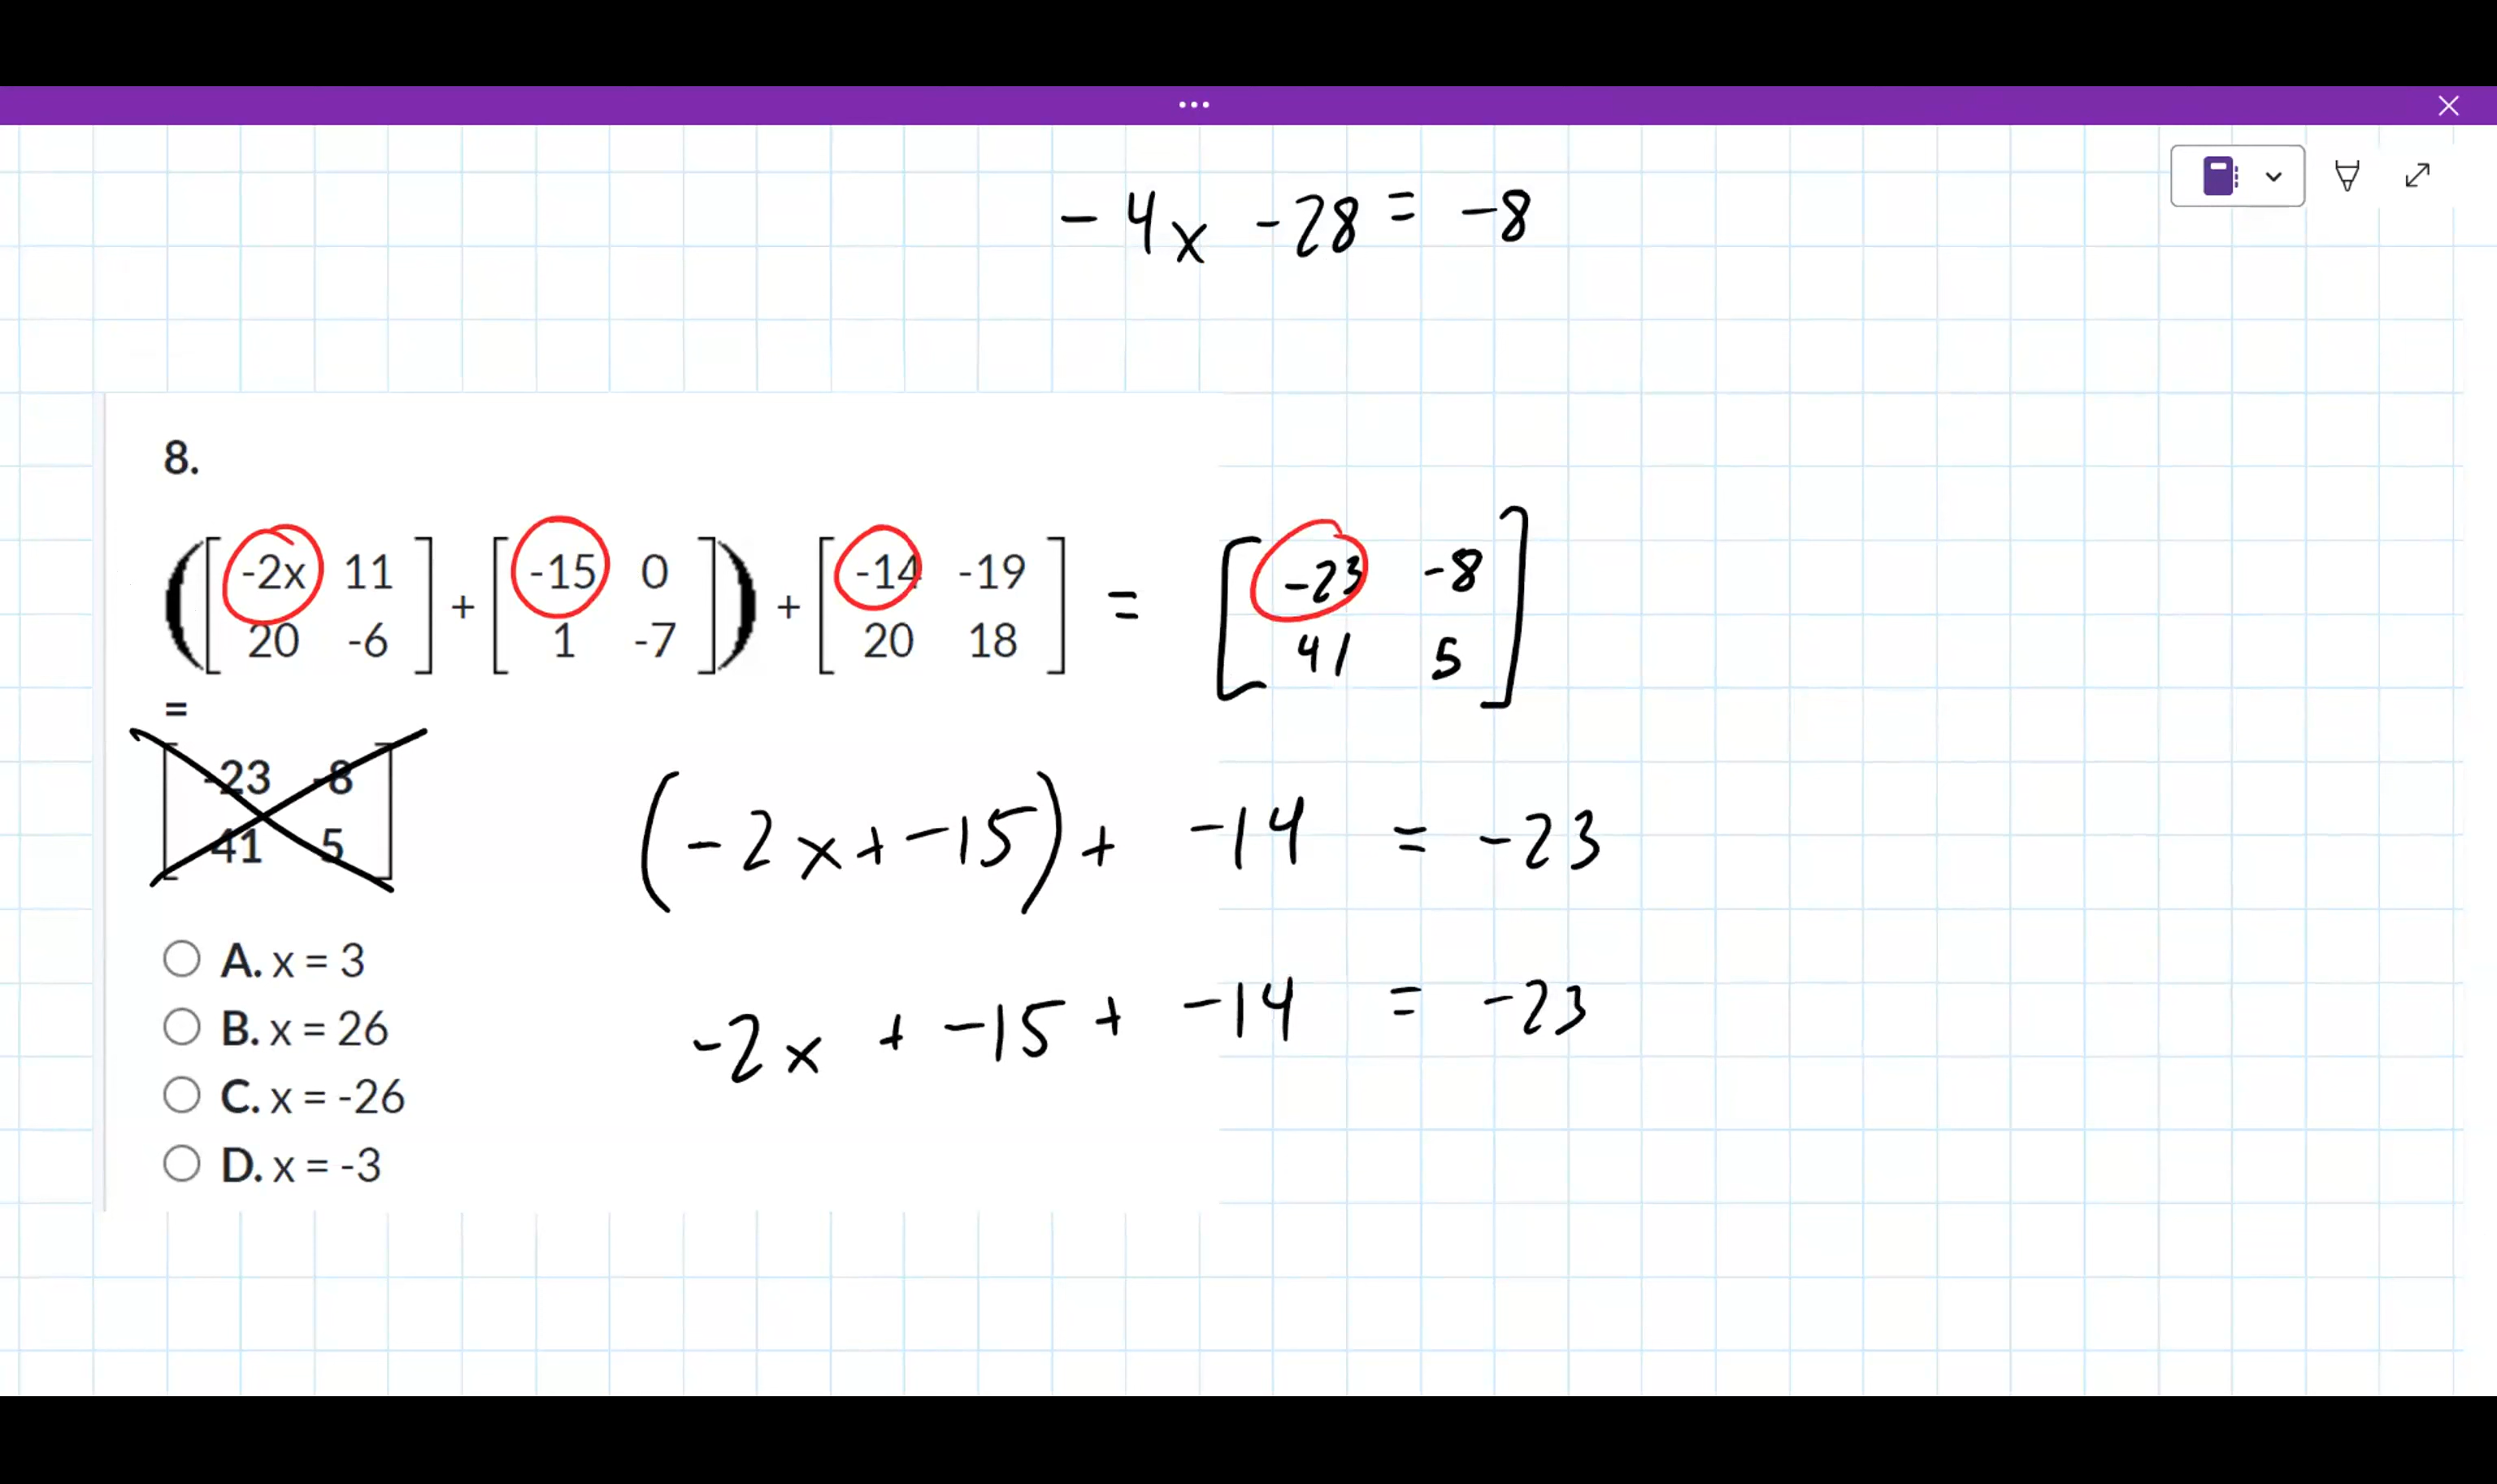 -4x -28 = -8
8.
([-2x 11] + [-15 0]) + [-14 -19] = [-23 -8]
[20 -6] [1 -7] [20 18] [41 5]
=
[-23 -8]
[41 5]
(-2x + -15) + -14 = -23
-2x + -15 + -14 = -23
A. x = 3
B. x = 26
C. x = -26
D. x = -3